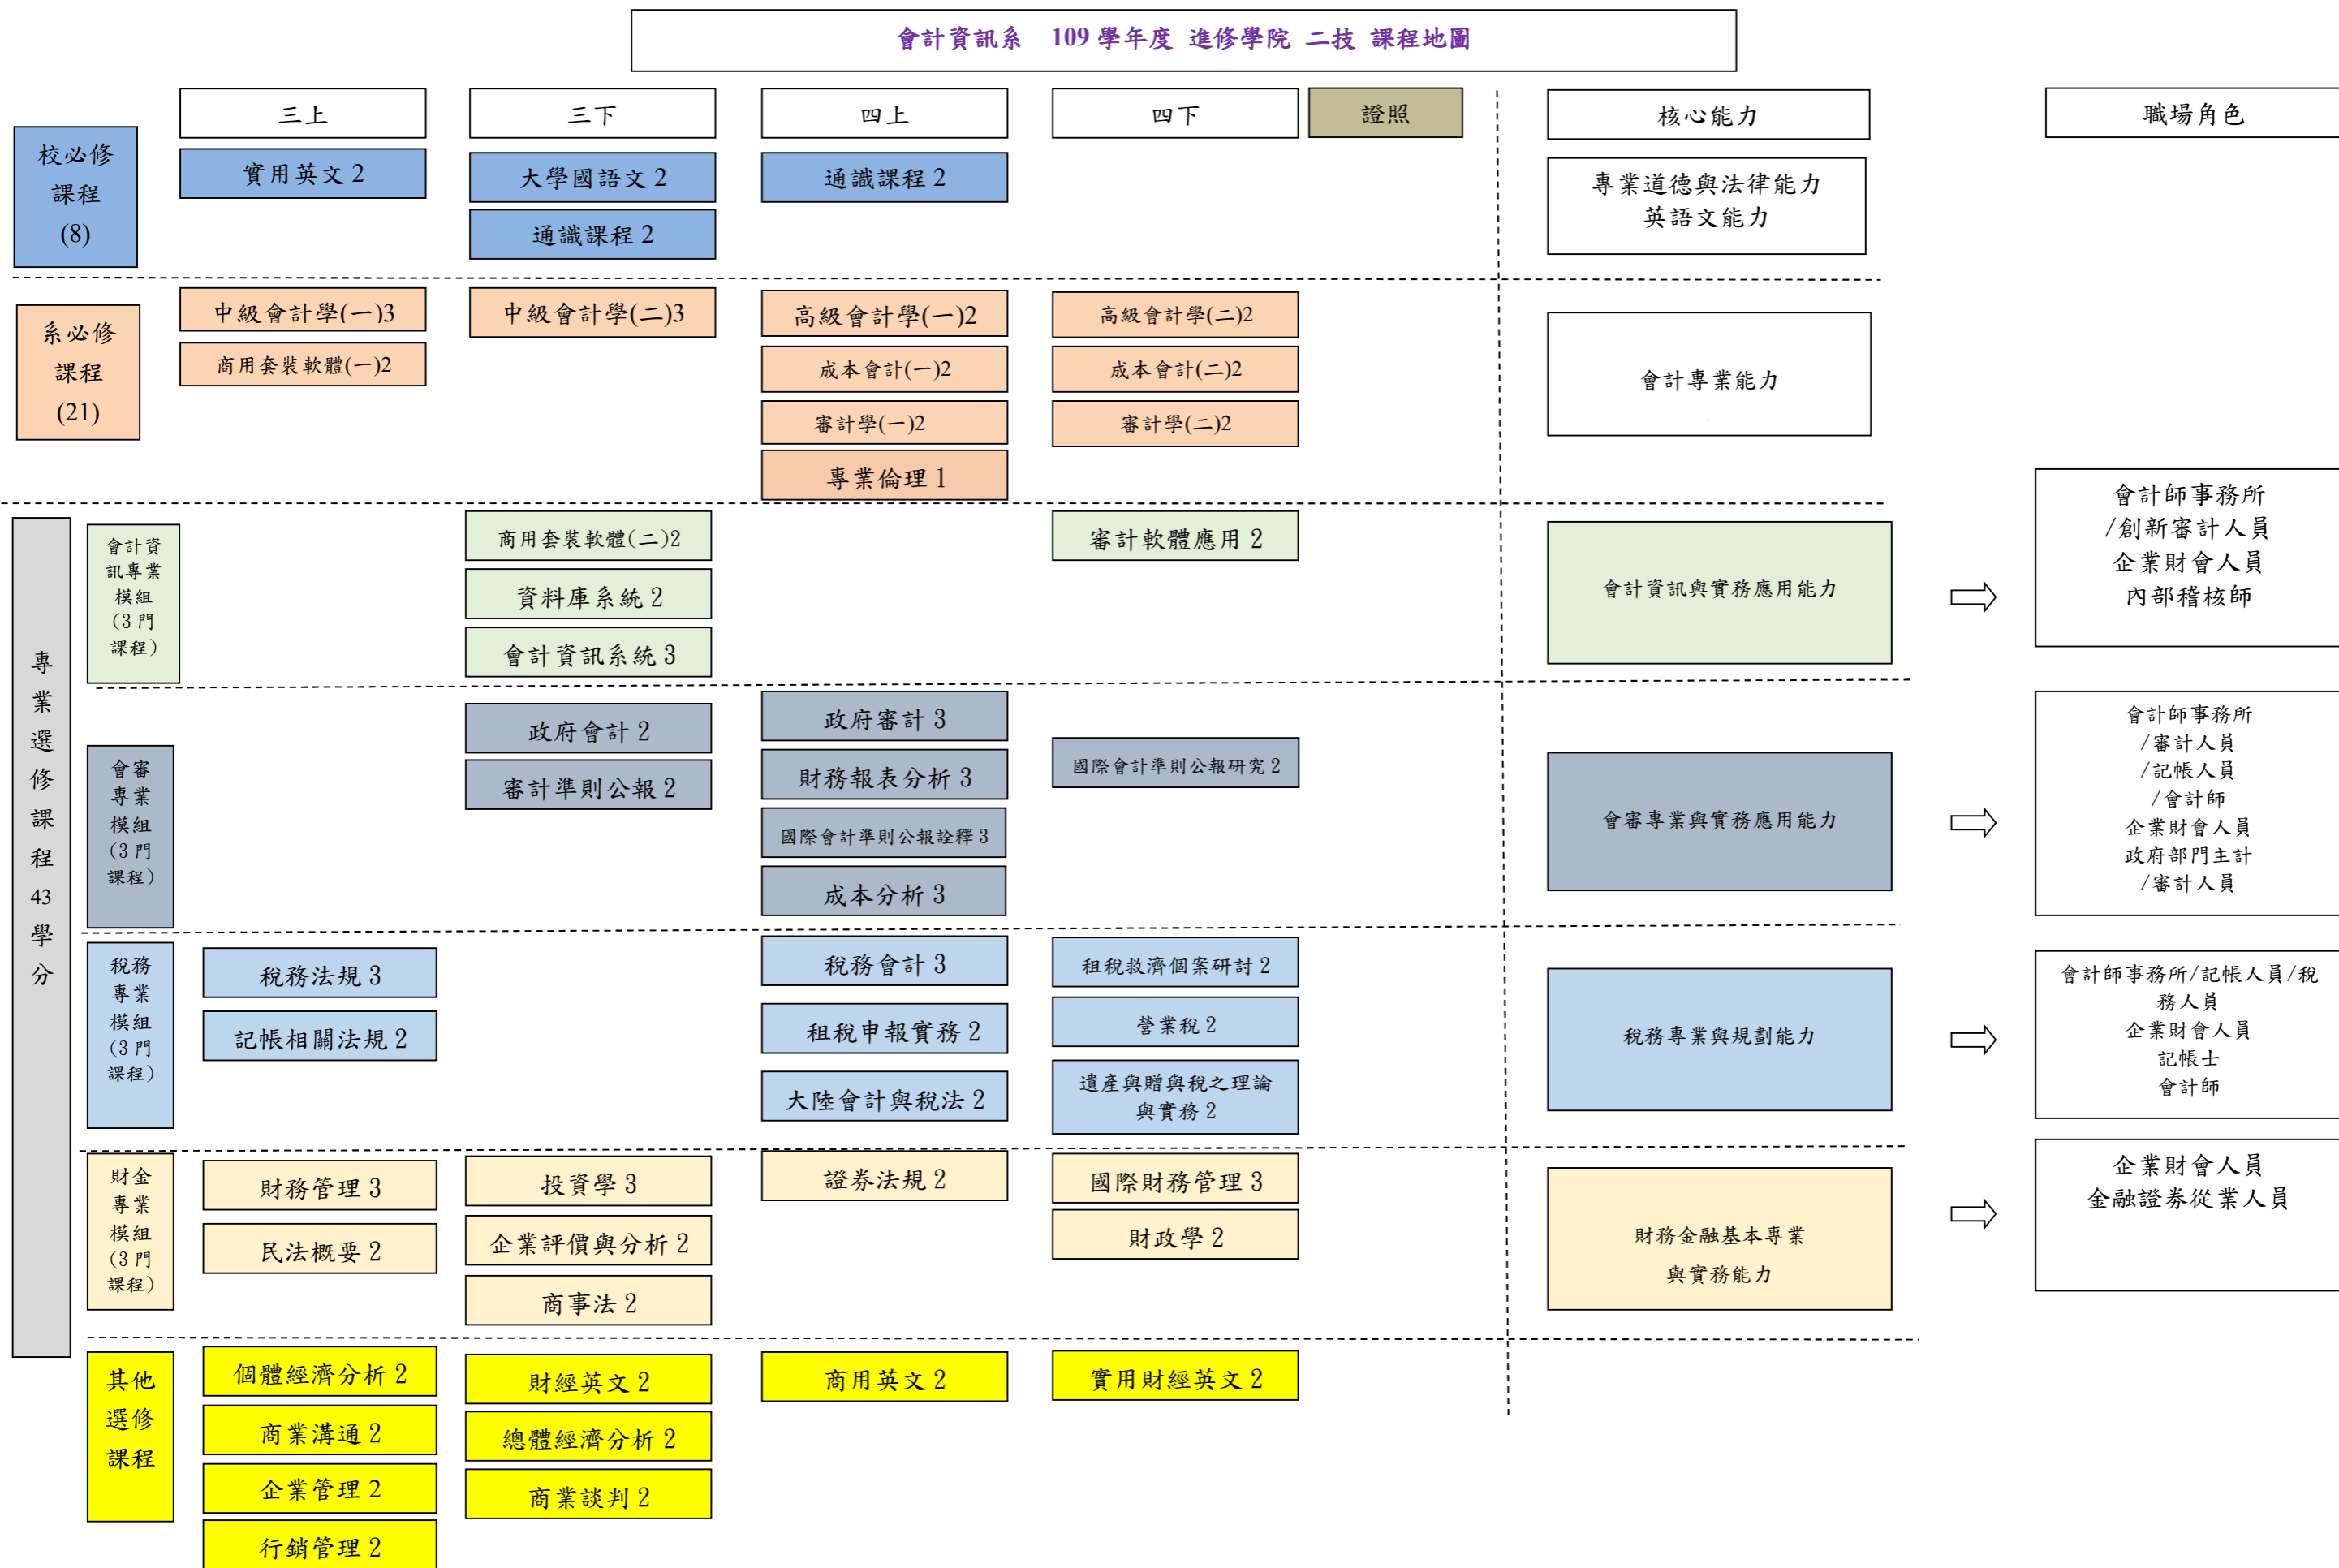 會計資訊系 109 學年度 進修學院 二技 課程地圖
三上
三下
四上
四下
證照
核心能力
職場角色
校必修
課程
(8)
實用英文 2
大學國語文 2
通識課程 2
通識課程 2
專業道德與法律能力
英語文能力
系必修
課程
(21)
中級會計學(一)3
商用套裝軟體(一)2
中級會計學(二)3
高級會計學(一)2
成本會計(一)2
審計學(一)2
專業倫理 1
高級會計學(二)2
成本會計(二)2
審計學(二)2
會計專業能力
專
業
選
修
課
程
43
學
分
會計資
訊專業
模組
(3 門
課程)
商用套裝軟體(二)2
資料庫系統 2
會計資訊系統 3
審計軟體應用 2
會計資訊與實務應用能力
會計師事務所
/創新審計人員
企業財會人員
內部稽核師
會審
專業
模組
(3 門
課程)
政府會計 2
審計準則公報 2
政府審計 3
財務報表分析 3
國際會計準則公報詮釋 3
成本分析 3
國際會計準則公報研究 2
會審專業與實務應用能力
會計師事務所
/審計人員
/記帳人員
/會計師
企業財會人員
政府部門主計
/審計人員
稅務
專業
模組
(3 門
課程)
稅務法規 3
記帳相關法規 2
稅務會計 3
租稅申報實務 2
大陸會計與稅法 2
租稅救濟個案研討 2
營業稅 2
遺產與贈與稅之理論
與實務 2
稅務專業與規劃能力
會計師事務所/記帳人員/稅
務人員
企業財會人員
記帳士
會計師
財金
專業
模組
(3 門
課程)
財務管理 3
民法概要 2
投資學 3
企業評價與分析 2
商事法 2
證券法規 2
國際財務管理 3
財政學 2
財務金融基本專業
與實務能力
企業財會人員
金融證券從業人員
其他
選修
課程
個體經濟分析 2
商業溝通 2
企業管理 2
行銷管理 2
財經英文 2
總體經濟分析 2
商業談判 2
商用英文 2
實用財經英文 2